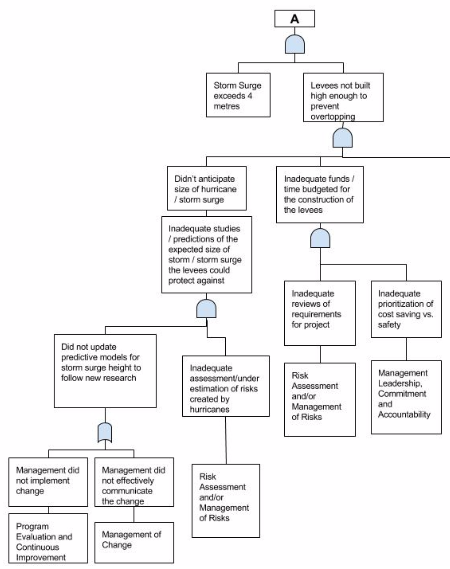 A
Storm Surge
exceeds 4
metres
Levees not built
high enough to
prevent
overtopping
Didn't anticipate
size of hurricane
/ storm surge
Inadequate funds /
time budgeted for
the construction of
the levees
Inadequate studies
/ predictions of the
expected size of
storm / storm surge
the levees could
protect against
Inadequate
reviews of
requirements
for project
Inadequate
prioritization of
cost saving vs.
safety
Did not update
predictive models for
storm surge height to
follow new research
Inadequate
assessment/under
estimation of risks
created by
hurricanes
Risk
Assessment
and/or
Management
of Risks
Management
Leadership,
Commitment
and
Accountability
Management did
not implement
change
Management did
not effectively
communicate
the change
Risk
Assessment
and/or
Management
of Risks
Program
Evaluation and
Continuous
Improvement
Management of
Change